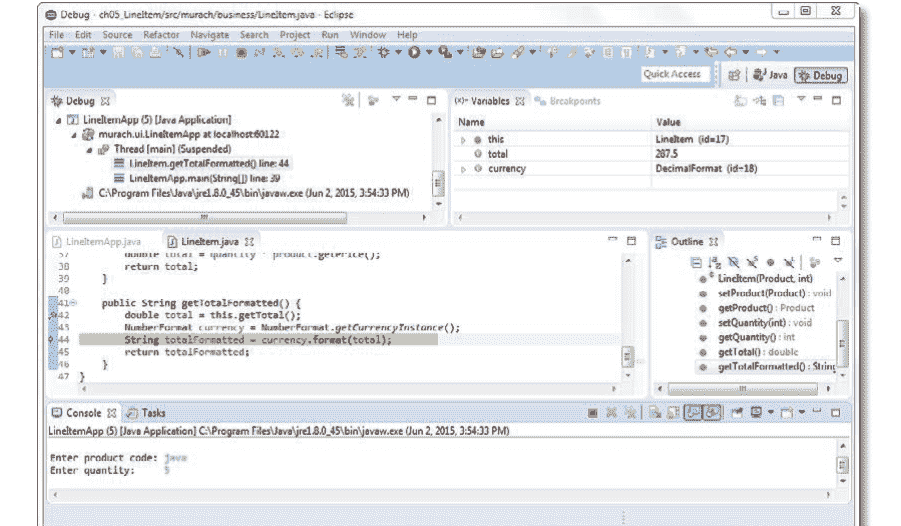 Debug - ch05_LineItem/src/murach/business/LineItem.java - Eclipse
File Edit Source Refactor Navigate Search Project Run Window Help
Quick Access Java Debug
Debug
LineItemApp (5) [Java Application]
murach.ui.LineItemApp at localhost:60122
Thread [main] (Suspended)
LineItem.getTotalFormatted() line: 44
LineItemApp.main(String[]) line: 39
C:\Program Files\Java\jre1.8.0_45\bin\javaw.exe (Jun 2, 2015, 3:54:33 PM)
(x)= Variables Breakpoints
Name Value
this LineItem (id=17)
total 287.5
currency DecimalFormat (id=18)
LineItemApp.java LineItem.java
37 double total = quantity * product.getPrice();
38 return total;
39 }
40
41 public String getTotalFormatted() {
42 double total = this.getTotal();
43 NumberFormat currency = NumberFormat.getCurrencyInstance();
44 String totalFormatted = currency.format(total);
45 return totalFormatted;
46 }
47 }
Outline
LineItem(Product, int)
setProduct(Product) : void
getProduct() : Product
setQuantity(int) : void
getQuantity() : int
getTotal() : double
getTotalFormatted() : String
Console Tasks
LineItemApp (5) [Java Application] C:\Program Files\Java\jre1.8.0_45\bin\javaw.exe (Jun 2, 2015, 3:54:33 PM)
Enter product code: java
Enter quantity: 5